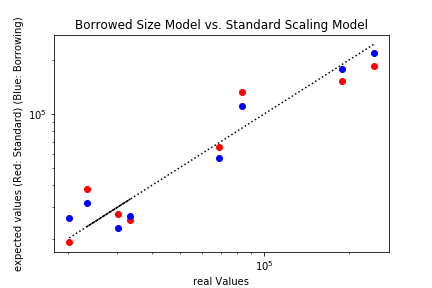 Borrowed Size Model vs. Standard Scaling Model
expected values (Red: Standard) (Blue: Borrowing)
10⁵
10⁵
real Values